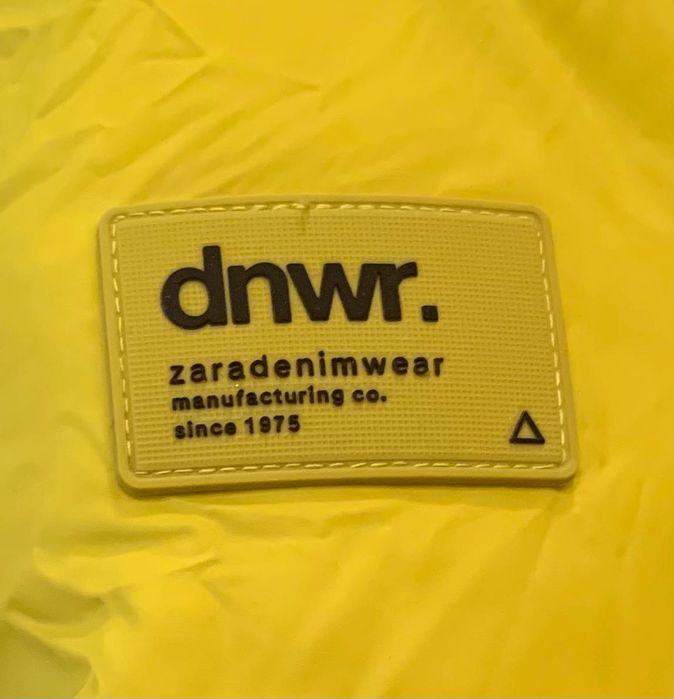 dnwr.
zaradenimwear
manufacturing co.
since 1975